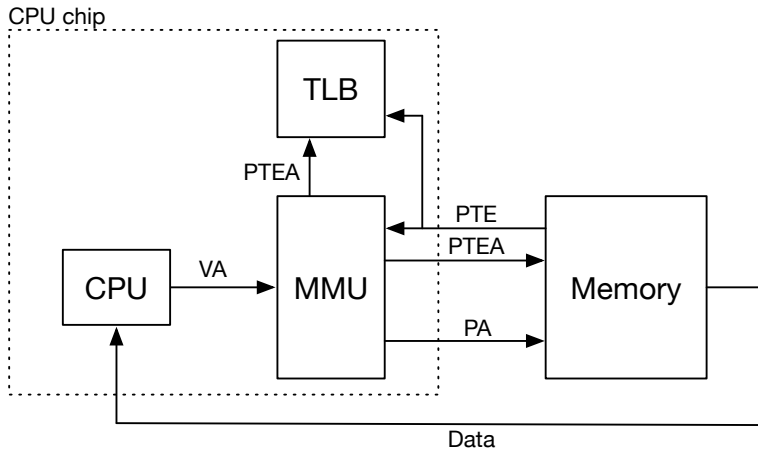 CPU chip
TLB
PTEA
PTE
PTEA
VA
CPU
MMU
Memory
PA
Data